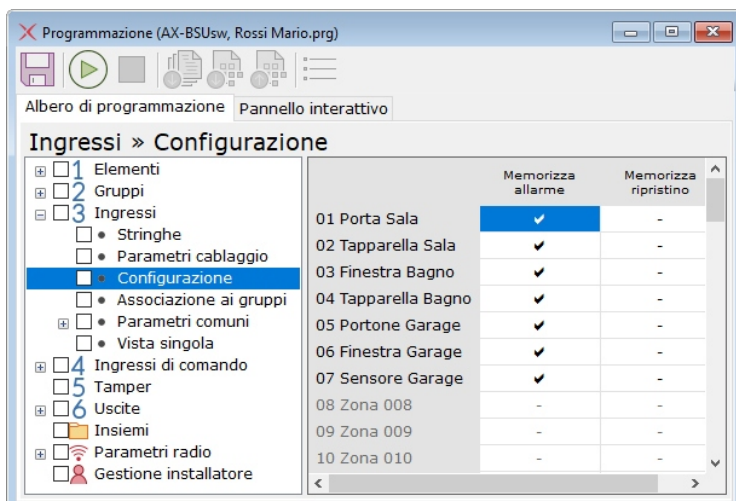 Programmazione (AX-BSUsw, Rossi Mario.prg)
Albero di programmazione Pannello interattivo
Ingressi » Configurazione
1 Elementi
2 Gruppi
3 Ingressi
• Stringhe
• Parametri cablaggio
• Configurazione
• Associazione ai gruppi
• Parametri comuni
• Vista singola
4 Ingressi di comando
5 Tamper
6 Uscite
Insiemi
Parametri radio
Gestione installatore
Memorizza allarme Memorizza ripristino
01 Porta Sala ✔ -
02 Tapparella Sala ✔ -
03 Finestra Bagno ✔ -
04 Tapparella Bagno ✔ -
05 Portone Garage ✔ -
06 Finestra Garage ✔ -
07 Sensore Garage ✔ -
08 Zona 008 - -
09 Zona 009 - -
10 Zona 010 - -